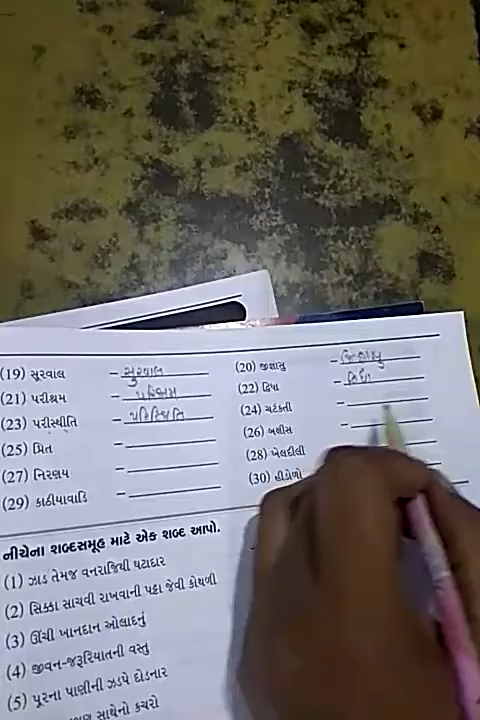 (19) સૂરવાલ – સુરવાલ (20) જીજ્ઞાસુ – જિજ્ઞાસુ
(21) પરીશ્રમ – પરિશ્રમ (22) દ્વિધા –
(23) પરીસ્થીતિ – પરિસ્થિતિ (24) ચટકતી –
(25) પ્રિત – (26) બક્ષીસ –
(27) નિરણય – (28) ખેલદીલી
(29) કાઠીયાવાડિ – (30) હીંડોળો
નીચેના શબ્દસમૂહ માટે એક શબ્દ આપો.
(1) ઝાડ તેમજ વનરાજિથી ઘટાદાર
(2) સિક્કા સાચવી રાખવાની પટ્ટા જેવી કોથળી
(3) ઊંચી ખાનદાન ઓલાદનું
(4) જીવન-જરૂરિયાતની વસ્તુ
(5) પૂરના પાણીની ઝડપે દોડનાર
સાથેનો કચરો